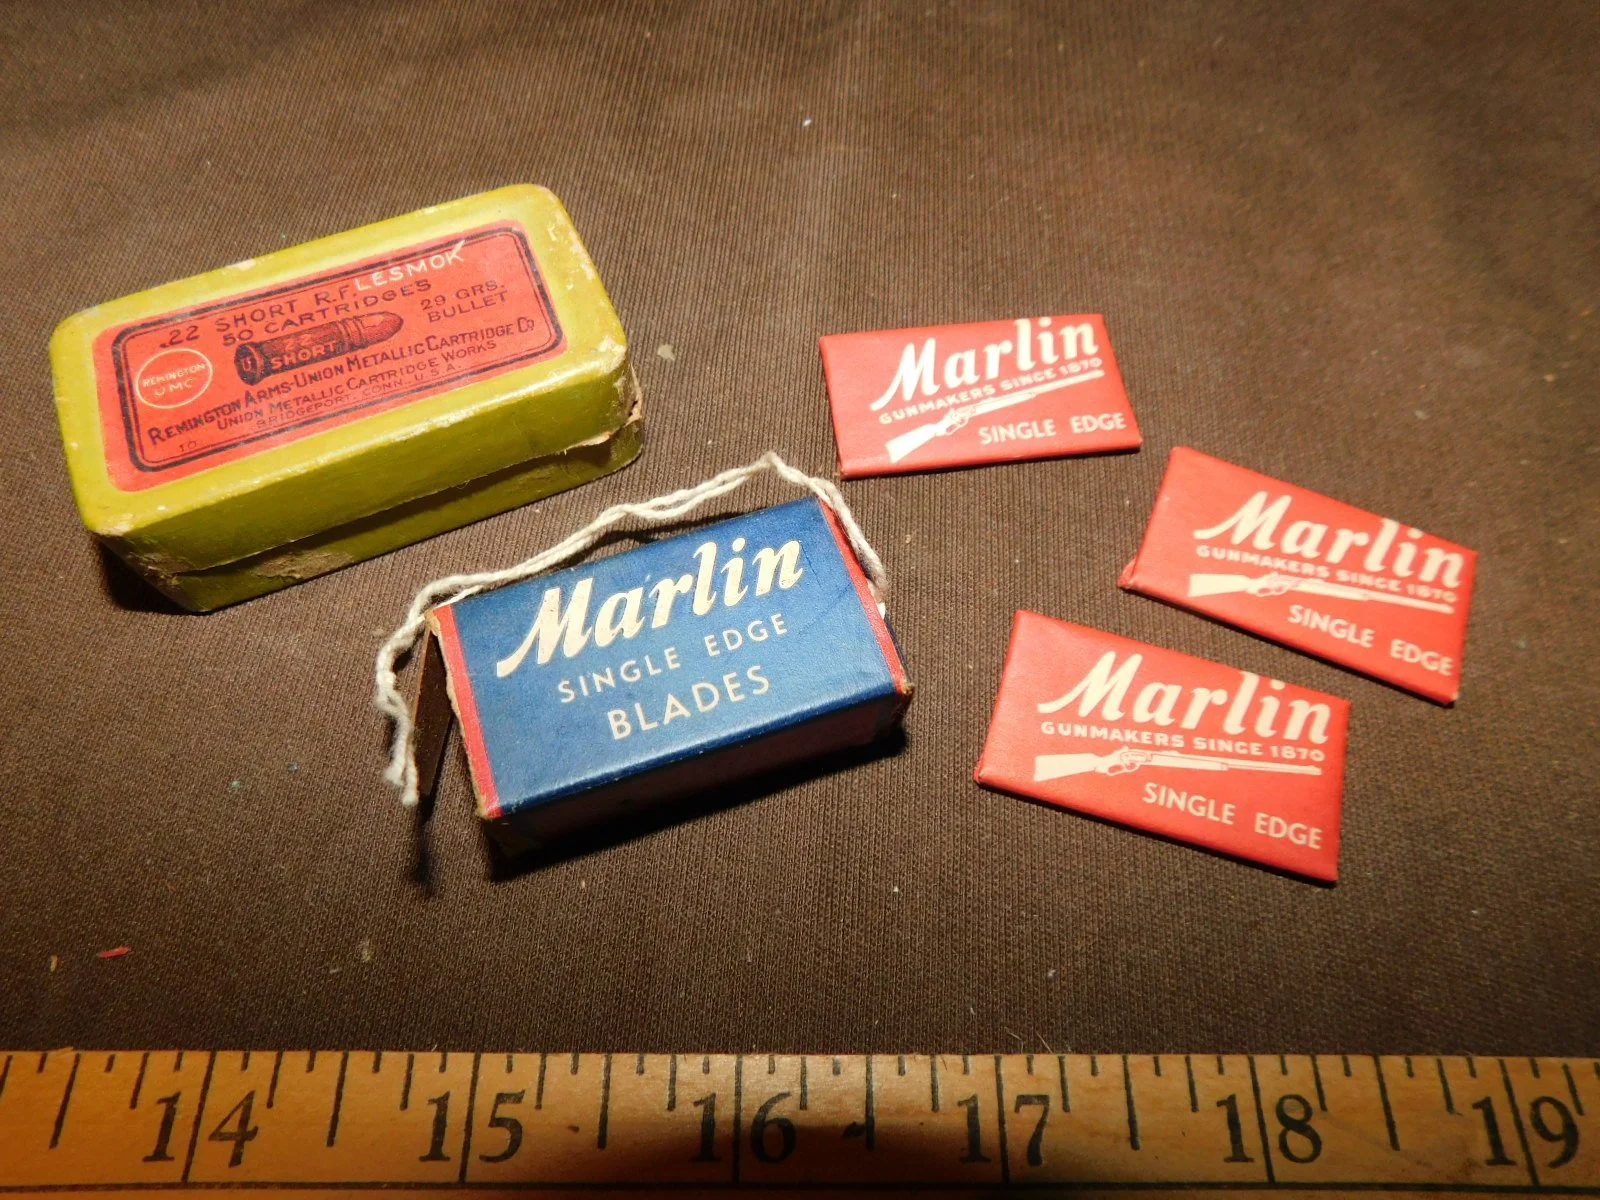 .22 SHORT R.F. LESMOK
50 CARTRIDGES
29 GRS.
BULLET
22
SHORT
U
REMINGTON
UMC
REMINGTON ARMS-UNION METALLIC CARTRIDGE CO
UNION METALLIC CARTRIDGE WORKS
BRIDGEPORT, CONN. U.S.A.
Marlin
SINGLE EDGE
BLADES
Marlin
GUNMAKERS SINCE 1870
SINGLE EDGE
Marlin
GUNMAKERS SINCE 1870
SINGLE EDGE
Marlin
GUNMAKERS SINCE 1870
SINGLE EDGE
14 15 16 17 18 19